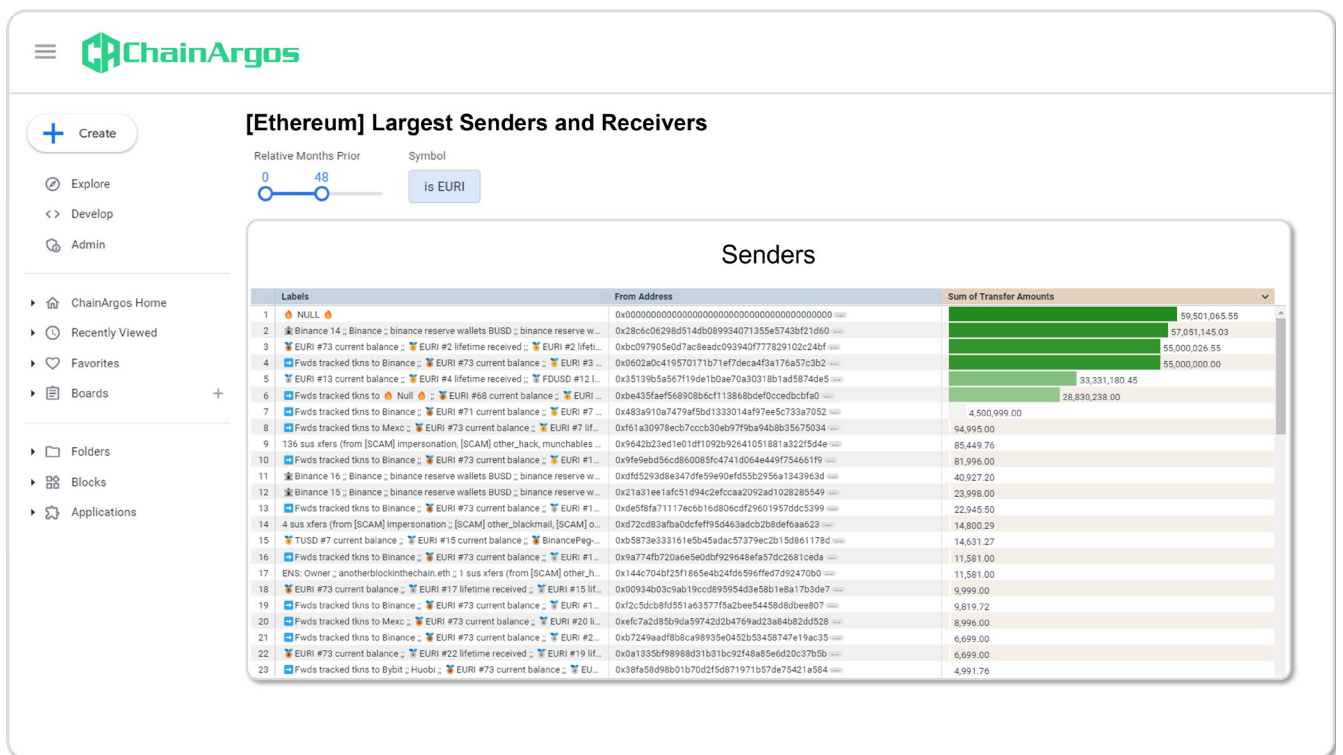 ChainArgos
Create
Explore
Develop
Admin
ChainArgos Home
Recently Viewed
Favorites
Boards
Folders
Blocks
Applications
[Ethereum] Largest Senders and Receivers
Relative Months Prior Symbol
0 48 is EURI
Senders
Labels From Address Sum of Transfer Amounts
1 🔥 NULL 🔥 0x0000000000000000000000000000000000000000 59,501,065.55
2 Binance 14 ;; Binance ;; binance reserve wallets BUSD ;; binance reserve w... 0x28c6c06298d514db089934071355e5743bf21d60 57,051,145.03
3 EURI #73 current balance ;; EURI #2 lifetime received ;; EURI #2 lifeti... 0xbc097905e0d7ac8eadc093940f777829102c24bf 55,000,026.55
4 Fwds tracked tkns to Binance ;; EURI #73 current balance ;; EURI #3 ... 0x0602a0c419570171b71ef7deca4f3a176a57c3b2 55,000,000.00
5 EURI #13 current balance ;; EURI #4 lifetime received ;; FDUSD #12 l... 0x35139b5a567f19de1b0ae70a30318b1ad5874de5 33,331,180.45
6 Fwds tracked tkns to 🔥 Null 🔥 ;; EURI #68 current balance ;; EURI ... 0xbe435faef568908b6cf113868bdef0ccedbcbfa0 28,830,238.00
7 Fwds tracked tkns to Binance ;; EURI #71 current balance ;; EURI #7 ... 0x483a910a7479af5bd1333014af97ee5c733a7052 4,500,999.00
8 Fwds tracked tkns to Mexc ;; EURI #73 current balance ;; EURI #7 lif... 0xf61a30978ecb7cccb30eb97f9ba94b8b35675034 94,995.00
9 136 sus xfers (from [SCAM] impersonation, [SCAM] other_hack, munchables ... 0x9642b23ed1e01df1092b92641051881a322f5d4e 85,449.76
10 Fwds tracked tkns to Binance ;; EURI #73 current balance ;; EURI #1... 0x9fe9ebd56cd860085fc4741d064e449f754661f9 81,996.00
11 Binance 16 ;; Binance ;; binance reserve wallets BUSD ;; binance reserve w... 0xdfd5293d8e347dfe59e90efd55b2956a1343963d 40,927.20
12 Binance 15 ;; Binance ;; binance reserve wallets BUSD ;; binance reserve w... 0x21a31ee1afc51d94c2efccaa2092ad1028285549 23,998.00
13 Fwds tracked tkns to Binance ;; EURI #73 current balance ;; EURI #1... 0xde5f8fa71117ec6b16d806cdf29601957ddc5399 22,945.50
14 4 sus xfers (from [SCAM] impersonation ;; [SCAM] other_blackmail, [SCAM] o... 0xd72cd83afba0dcfeff95d463adcb2b8def6aa623 14,800.29
15 TUSD #7 current balance ;; EURI #15 current balance ;; BinancePeg-... 0xb5873e333161e5b45adac57379ec2b15d861178d 14,631.27
16 Fwds tracked tkns to Binance ;; EURI #73 current balance ;; EURI #1... 0x9a774fb720a6e5e0dbf929648efa57dc2681ceda 11,581.00
17 ENS: Owner ;; anotherblockinthechain.eth ;; 1 sus xfers (from [SCAM] other_h... 0x144c704bf25f1865e4b24fd6596ffed7d92470b0 11,581.00
18 EURI #73 current balance ;; EURI #17 lifetime received ;; EURI #15 lif... 0x00934b03c9ab19ccd895954d3e58b1e8a17b3de7 9,999.00
19 Fwds tracked tkns to Binance ;; EURI #73 current balance ;; EURI #1... 0xf2c5dcb8fd551a63577f5a2bee54458d8dbee807 9,819.72
20 Fwds tracked tkns to Mexc ;; EURI #73 current balance ;; EURI #20 li... 0xefc7a2d85b9da59742d2b4769ad23a84b82dd528 8,996.00
21 Fwds tracked tkns to Binance ;; EURI #73 current balance ;; EURI #2... 0xb7249aadf8b8ca98935e0452b53458747e19ac35 6,699.00
22 EURI #73 current balance ;; EURI #22 lifetime received ;; EURI #19 lif... 0x0a1335bf98988d31b31bc92f48a85e6d20c37b5b 6,699.00
23 Fwds tracked tkns to Bybit ;; Huobi ;; EURI #73 current balance ;; EU... 0x38fa58d98b01b70d2f5d871971b57de75421a584 4,991.76